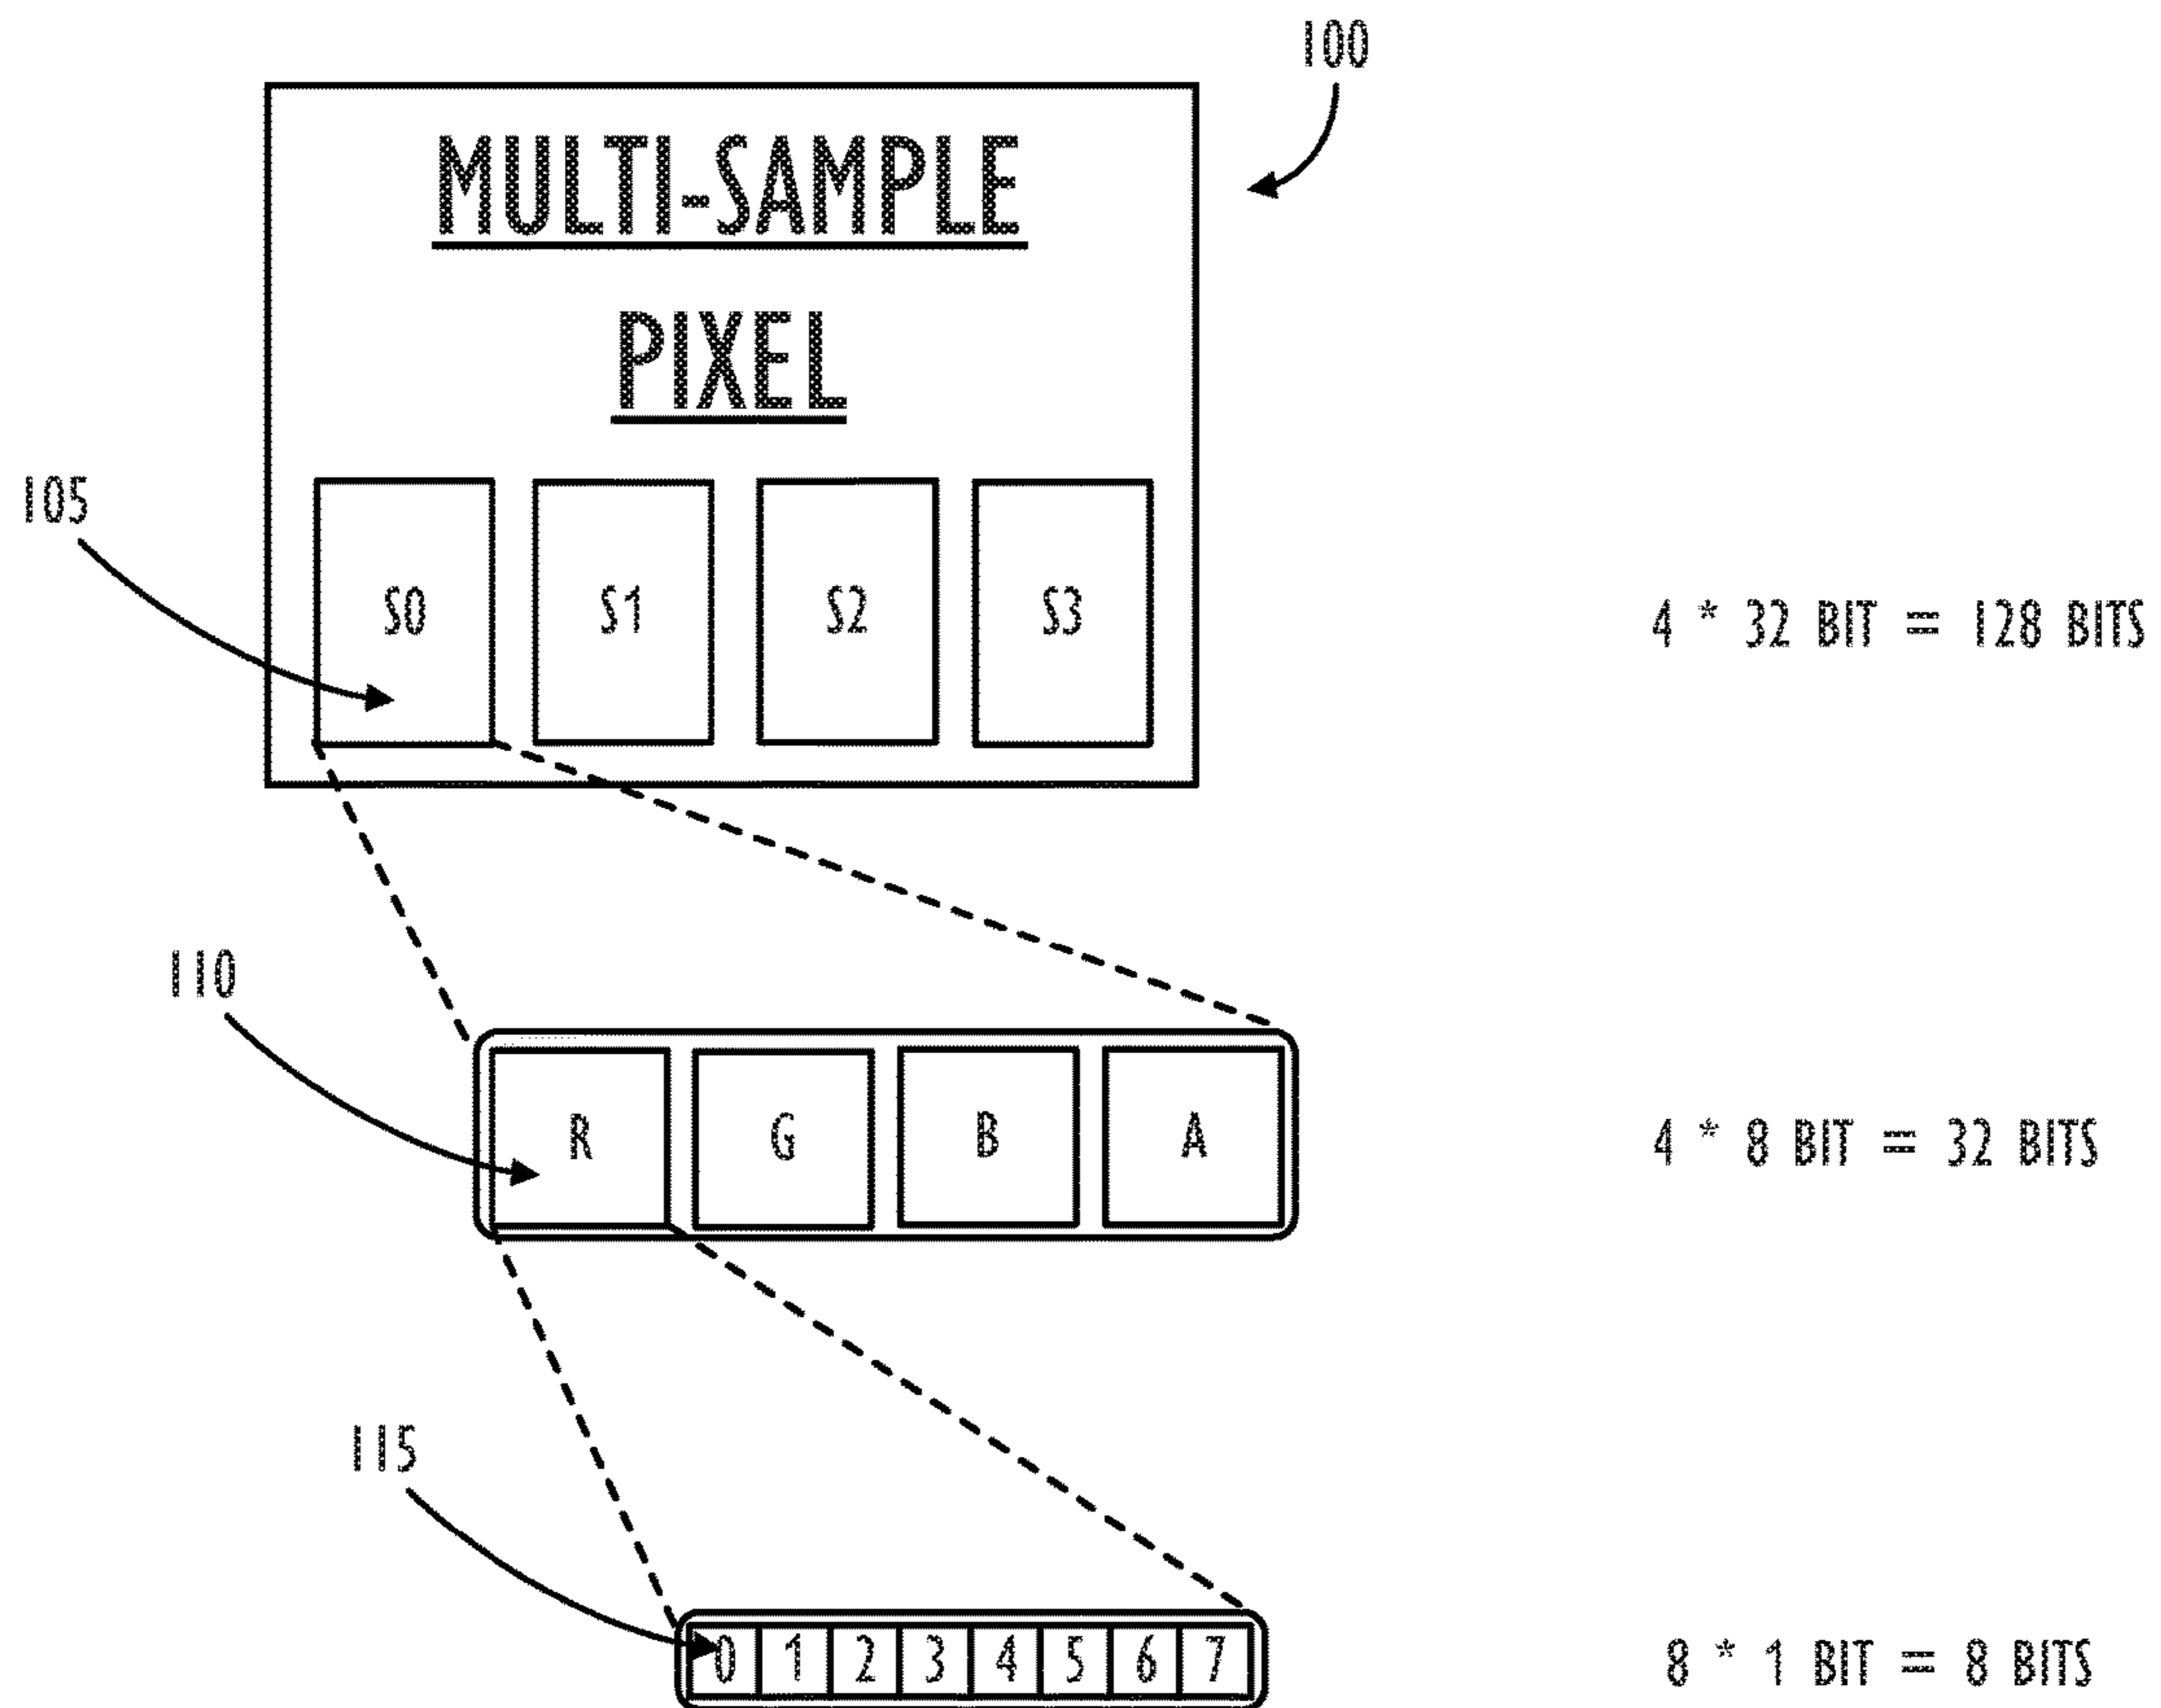 100
MULTI-SAMPLE
PIXEL
105
S0 S1 S2 S3
4 * 32 BIT = 128 BITS
110
R G B A
4 * 8 BIT = 32 BITS
115
0 1 2 3 4 5 6 7
8 * 1 BIT = 8 BITS